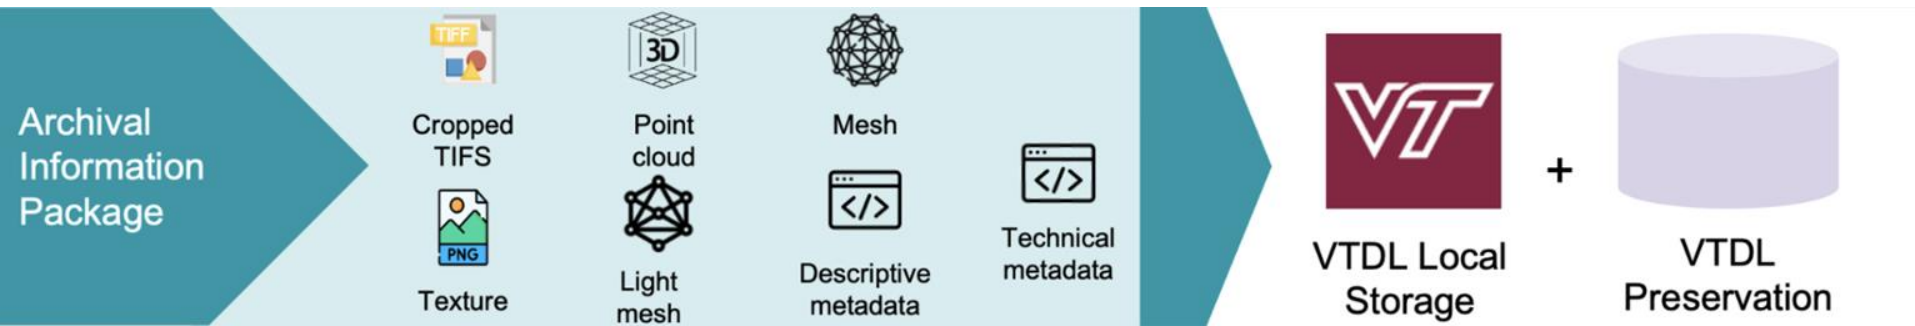 Archival
Information
Package
TIFF
Cropped
TIFS
3D
Point
cloud
Mesh
PNG
Texture
Light
mesh
</>
Descriptive
metadata
</>
Technical
metadata
VT
VTDL Local
Storage
+
VTDL
Preservation